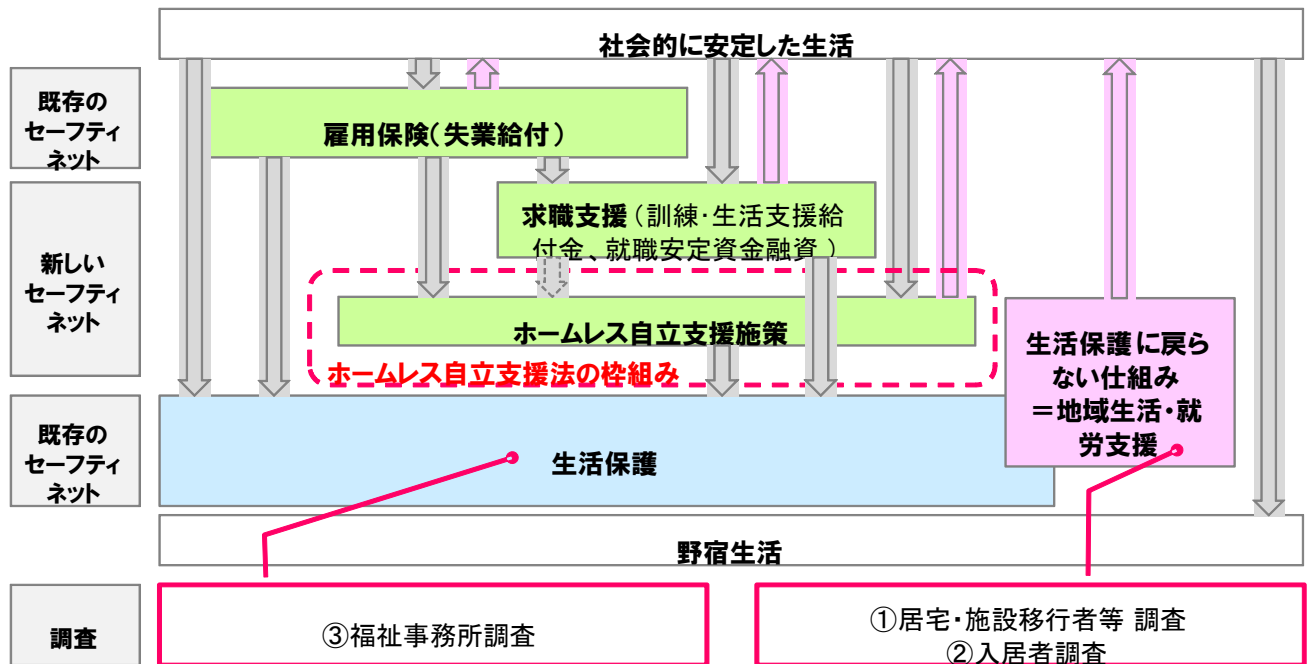 社会的に安定した生活
既存の
セーフティ
ネット
雇用保険(失業給付)
求職支援(訓練・生活支援給
付金、就職安定資金融資 )
新しい
セーフティ
ネット
ホームレス自立支援施策
ホームレス自立支援法の枠組み
生活保護に戻ら
ない仕組み
=地域生活・就
労支援
既存の
セーフティ
ネット
生活保護
野宿生活
調査
③福祉事務所調査
①居宅・施設移行者等 調査
②入居者調査